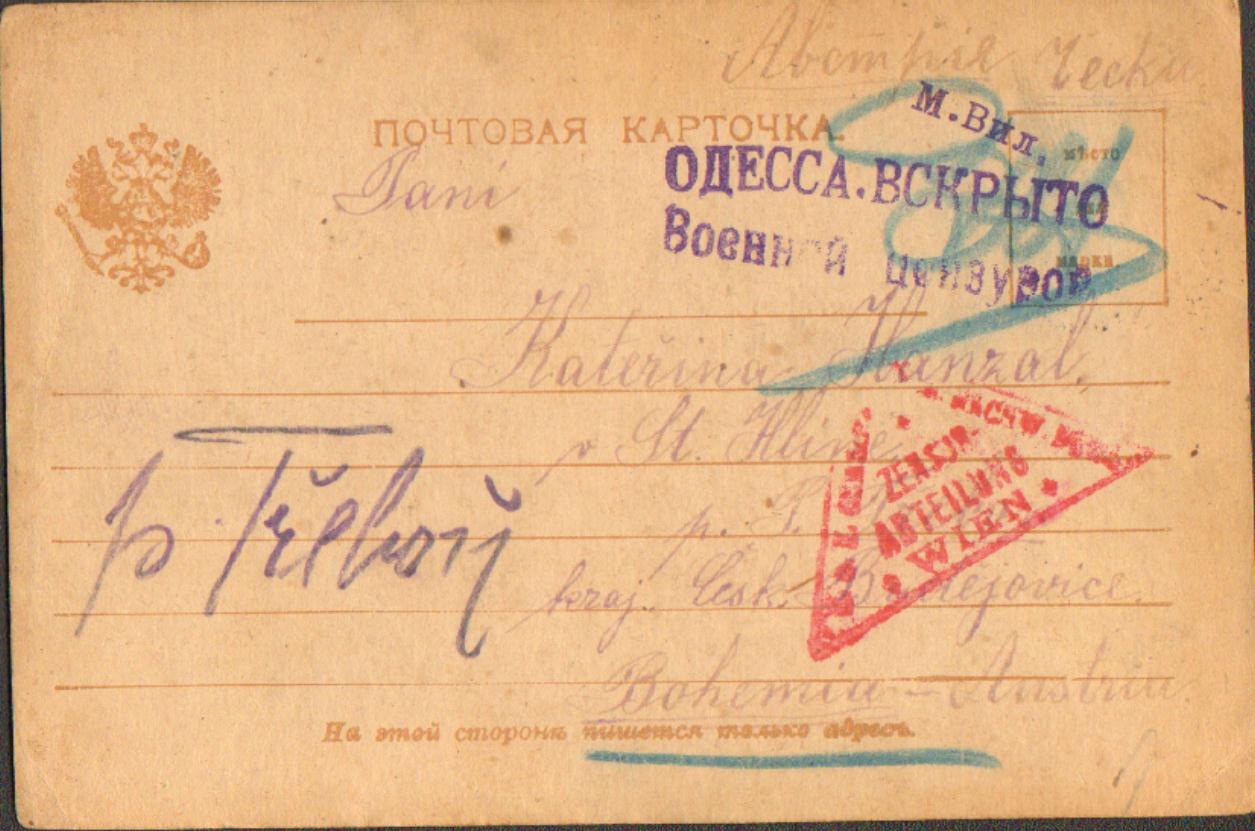 Австрія Чески
ПОЧТОВАЯ КАРТОЧКА.
М. Вил.
ОДЕССА. ВСКРЫТО
Военной цензурой
мѣсто
марки
Pani
Kateřina Hanzal.
v St. Hlině
p.
kraj. Česk. Budějovice.
Bohemia - Austria
p. Třeboň
ZENSUR-
ABTEILUNG
WIEN
На этой сторонѣ пишется только адресъ.